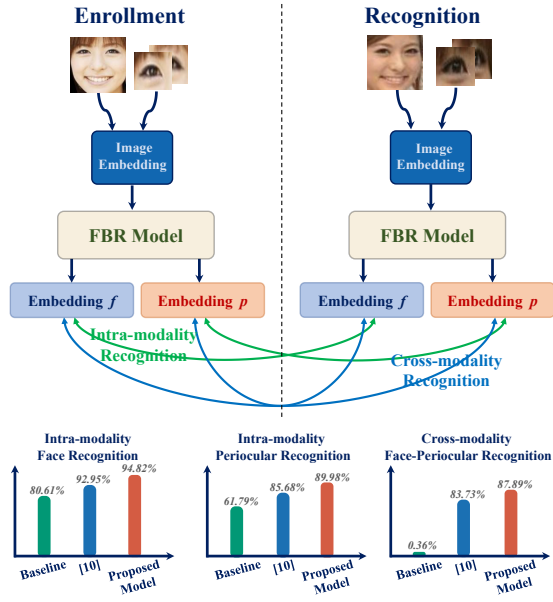 Enrollment
Recognition
Image
Embedding
Image
Embedding
FBR Model
FBR Model
Embedding f
Embedding p
Embedding f
Embedding p
Intra-modality
Recognition
Cross-modality
Recognition
Intra-modality
Face Recognition
80.61%
92.95%
94.82%
Baseline
[10]
Proposed
Model
Intra-modality
Periocular Recognition
61.79%
85.68%
89.98%
Baseline
[10]
Proposed
Model
Cross-modality
Face-Periocular Recognition
0.36%
83.73%
87.89%
Baseline
[10]
Proposed
Model